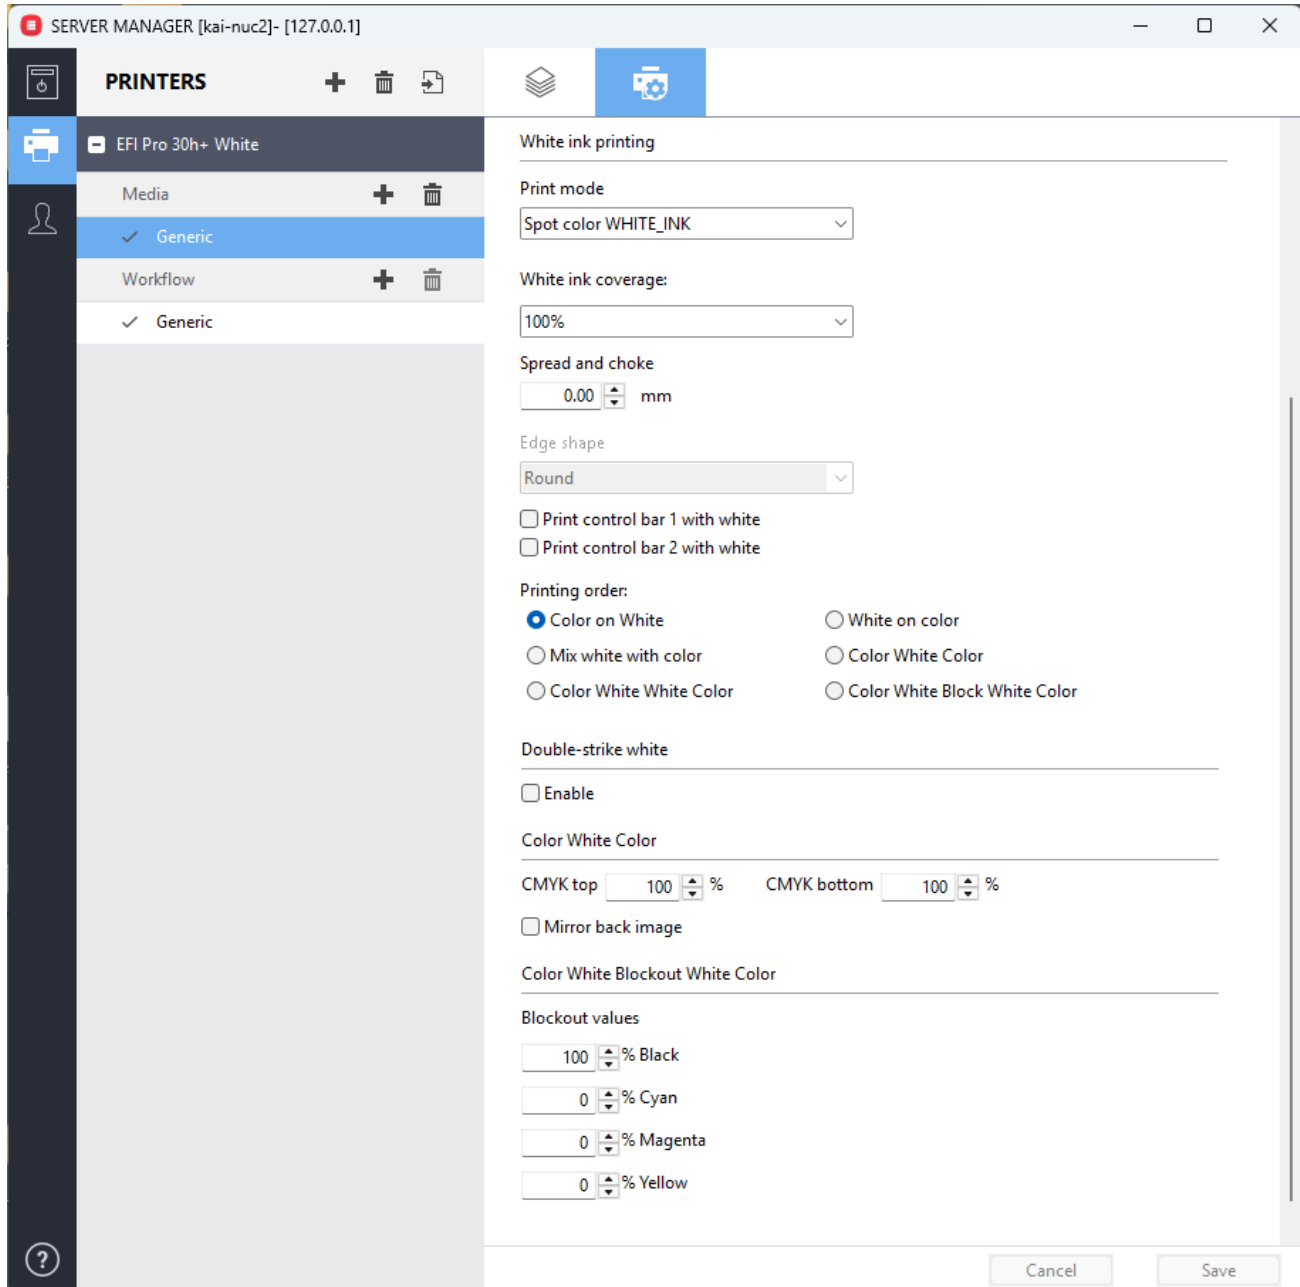 SERVER MANAGER [kai-nuc2]- [127.0.0.1]
PRINTERS
EFI Pro 30h+ White
Media
Generic
Workflow
Generic
White ink printing
Print mode
Spot color WHITE_INK
White ink coverage:
100%
Spread and choke
0.00 mm
Edge shape
Round
Print control bar 1 with white
Print control bar 2 with white
Printing order:
Color on White White on color
Mix white with color Color White Color
Color White White Color Color White Block White Color
Double-strike white
Enable
Color White Color
CMYK top 100 % CMYK bottom 100 %
Mirror back image
Color White Blockout White Color
Blockout values
100 % Black
0 % Cyan
0 % Magenta
0 % Yellow
?
Cancel Save